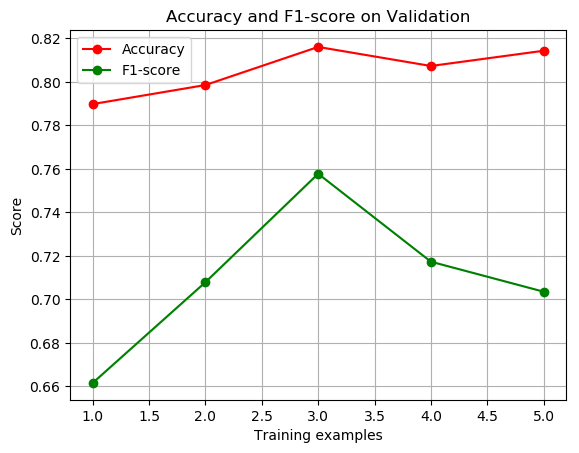 Accuracy and F1-score on Validation
Accuracy
F1-score
0.82
0.80
0.78
0.76
0.74
0.72
0.70
0.68
0.66
Score
1.0 1.5 2.0 2.5 3.0 3.5 4.0 4.5 5.0
Training examples